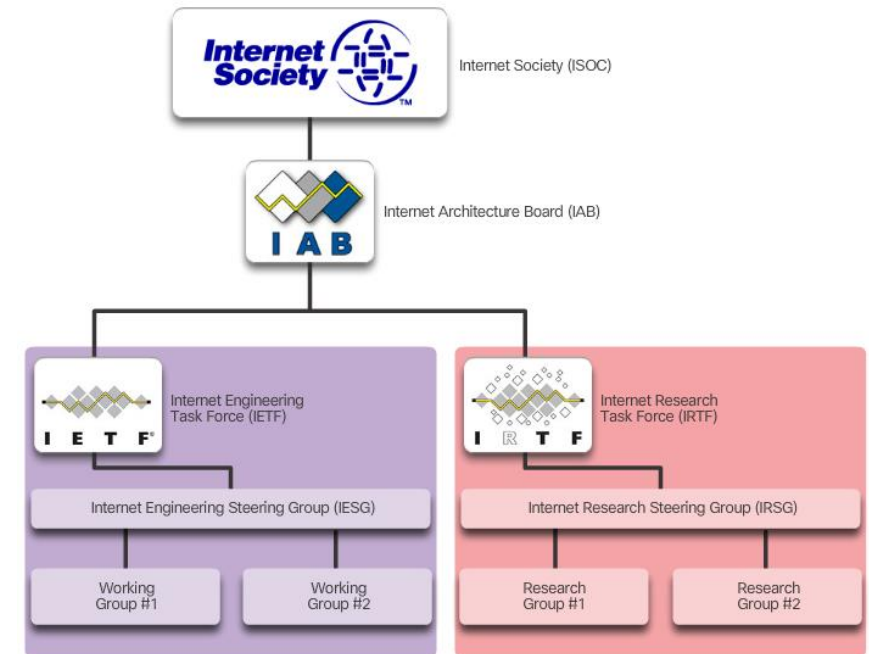 Internet
Society
TM
Internet Society (ISOC)
IAB
Internet Architecture Board (IAB)
IETF®
Internet Engineering
Task Force (IETF)
IRTF
Internet Research
Task Force (IRTF)
Internet Engineering Steering Group (IESG)
Internet Research Steering Group (IRSG)
Working
Group #1
Working
Group #2
Research
Group #1
Research
Group #2